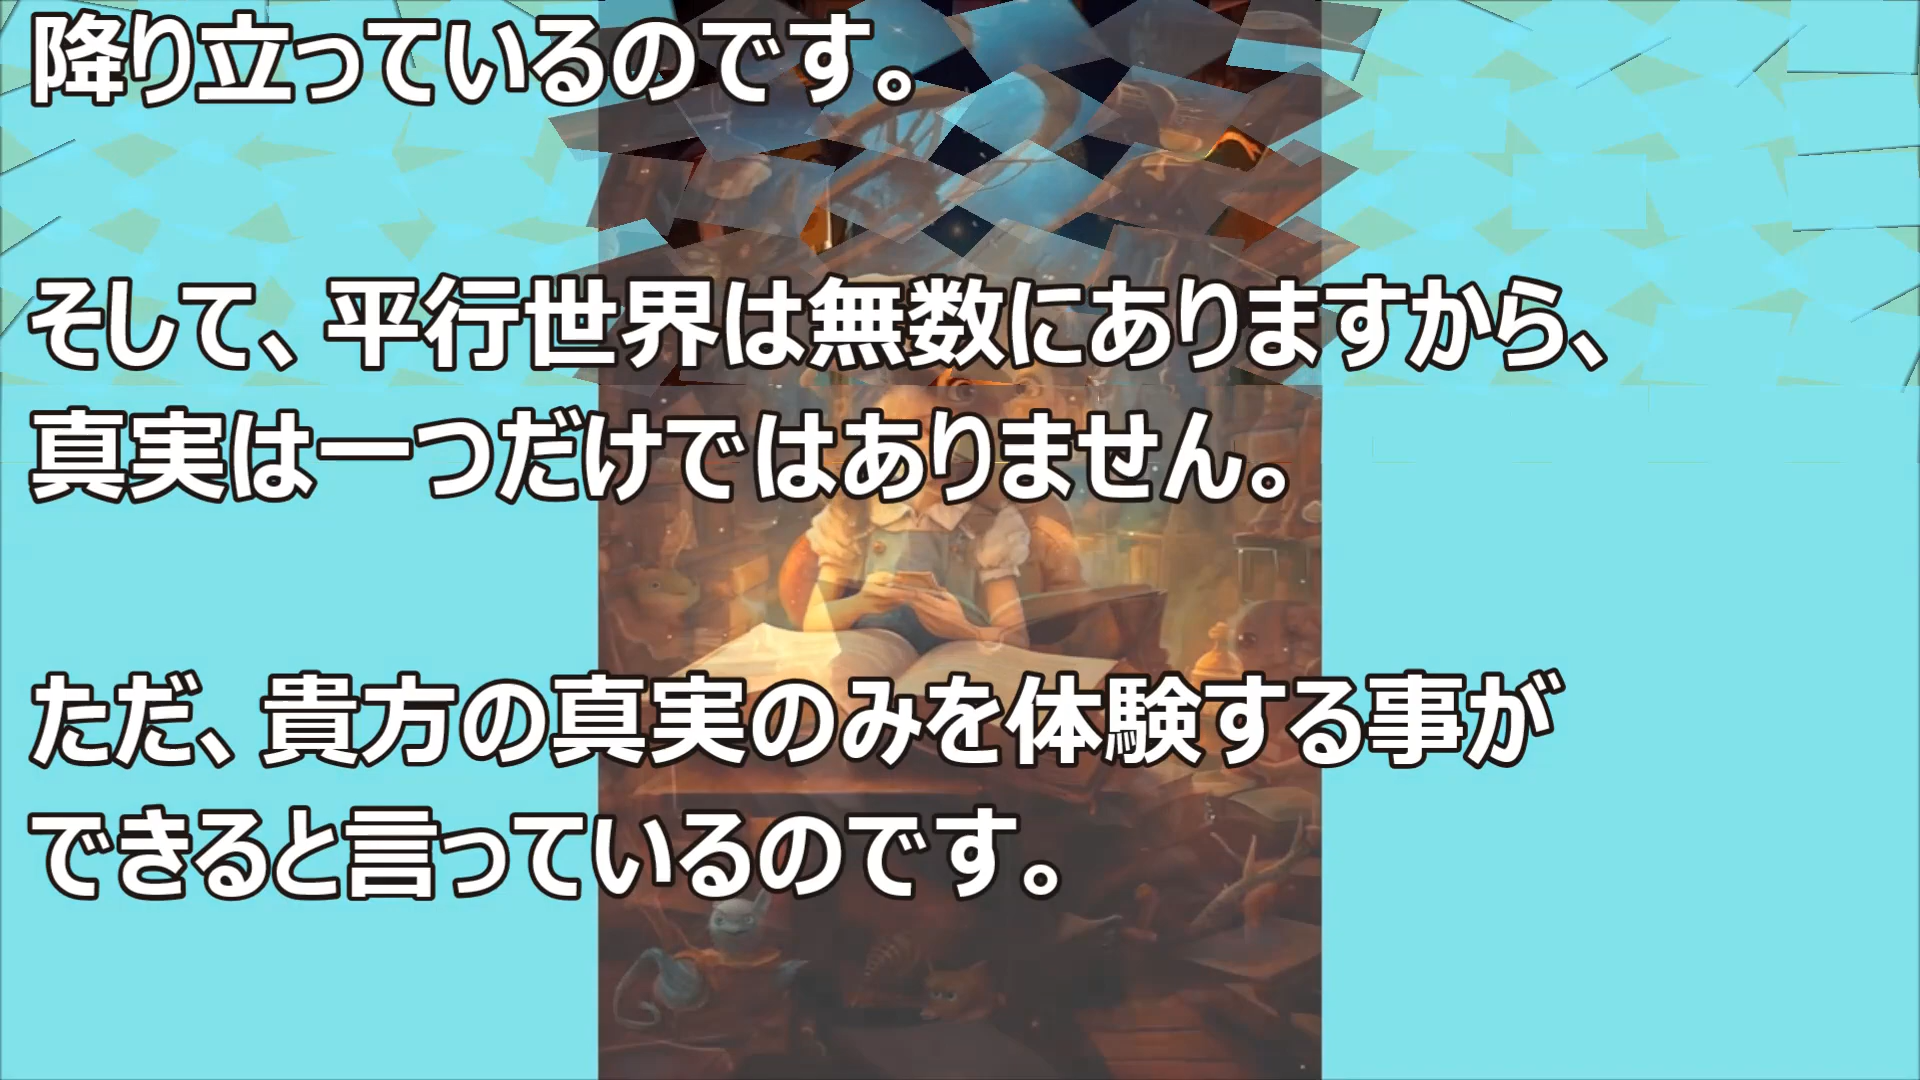 降り立っているのです。
そして、平行世界は無数にありますから、
真実は一つだけではありません。
ただ、貴方の真実のみを体験する事が
できると言っているのです。